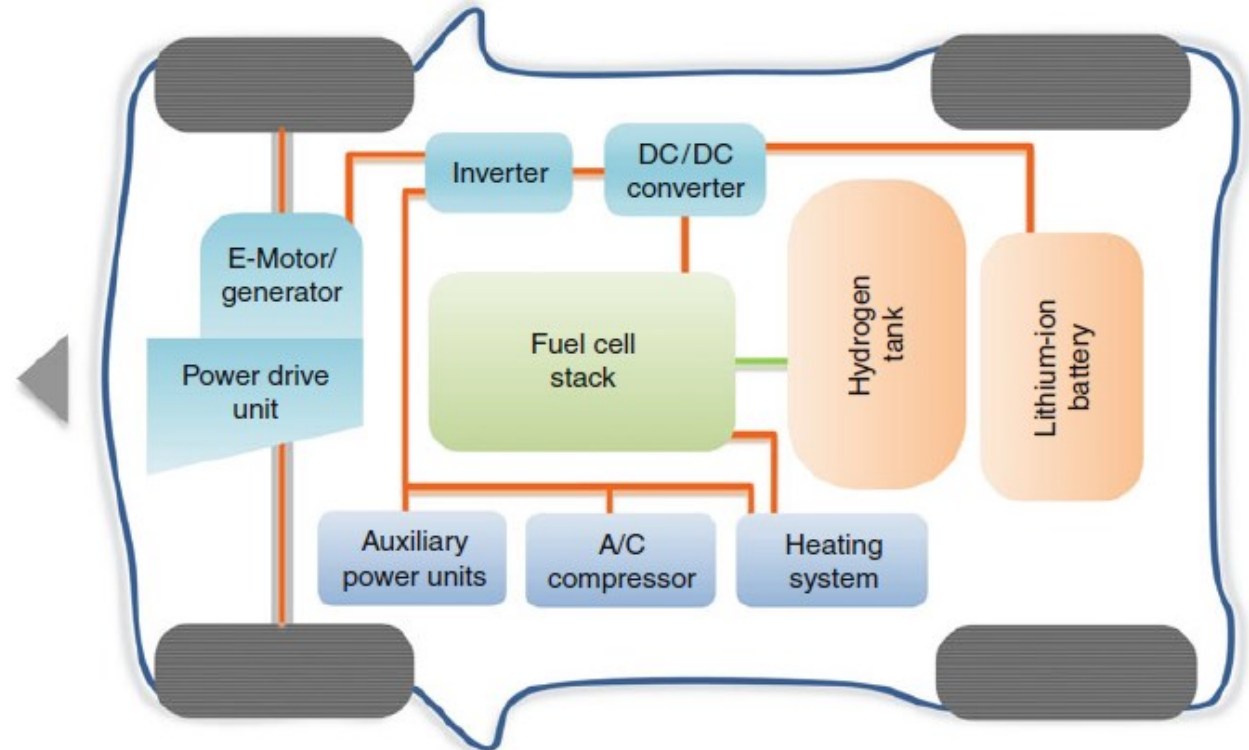 Inverter
DC/DC
converter
E-Motor/
generator
Power drive
unit
Fuel cell
stack
Hydrogen
tank
Lithium-ion
battery
Auxiliary
power units
A/C
compressor
Heating
system